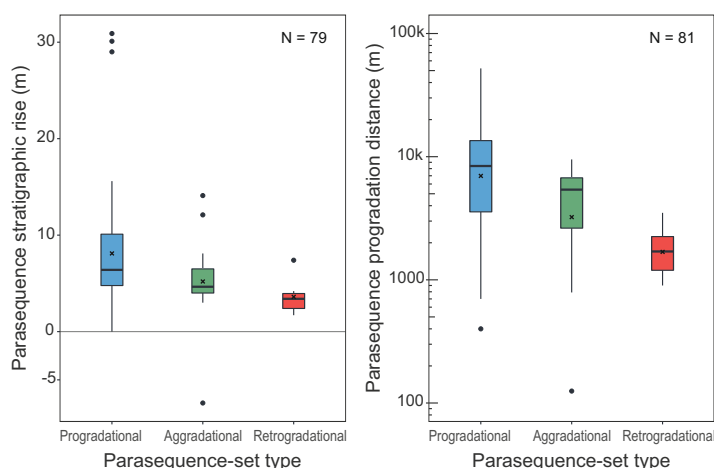 Parasequence stratigraphic rise (m)
30
20
10
0
-5
N = 79
Progradational
Aggradational
Retrogradational
Parasequence-set type
Parasequence progradation distance (m)
100k
10k
1000
100
N = 81
Progradational
Aggradational
Retrogradational
Parasequence-set type